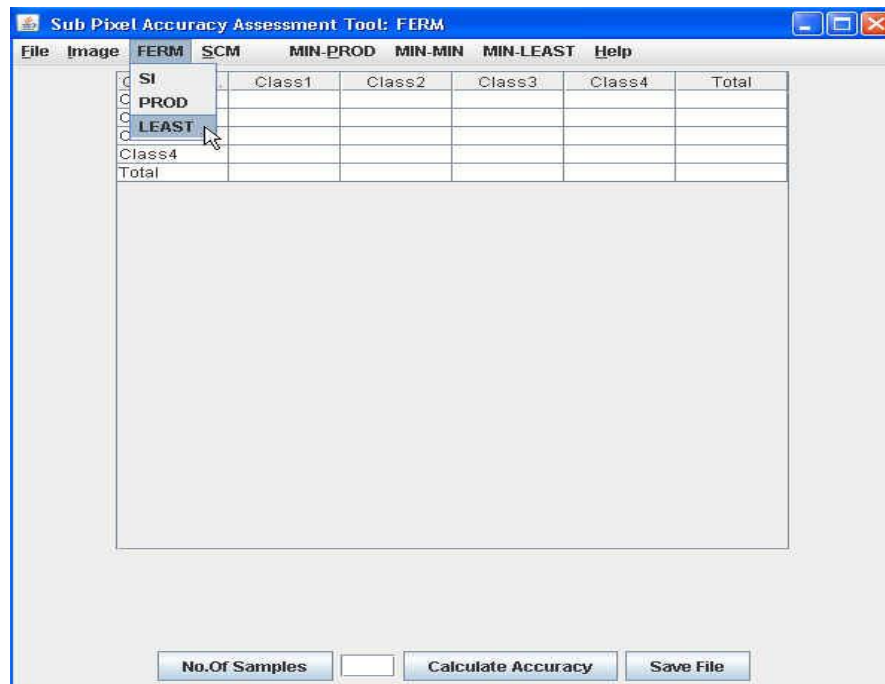 Sub Pixel Accuracy Assessment Tool: FERM
File Image FERM SCM MIN-PROD MIN-MIN MIN-LEAST Help
SI
PROD
LEAST
Class1 Class2 Class3 Class4 Total
Class4
Total
No.Of Samples Calculate Accuracy Save File